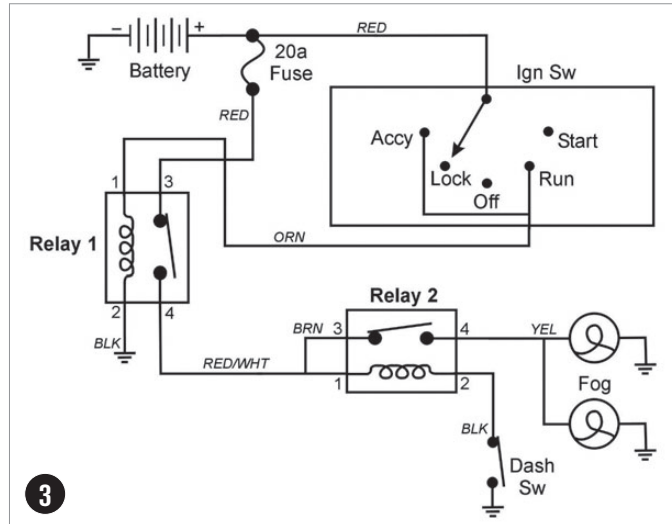 RED
− +
Battery
20a
Fuse
Ign Sw
RED
Accy
Start
Lock
Run
Off
1 3
Relay 1
ORN
2 4
BLK
Relay 2
BRN
3 4
YEL
RED/WHT
1 2
Fog
BLK
Dash
Sw
3